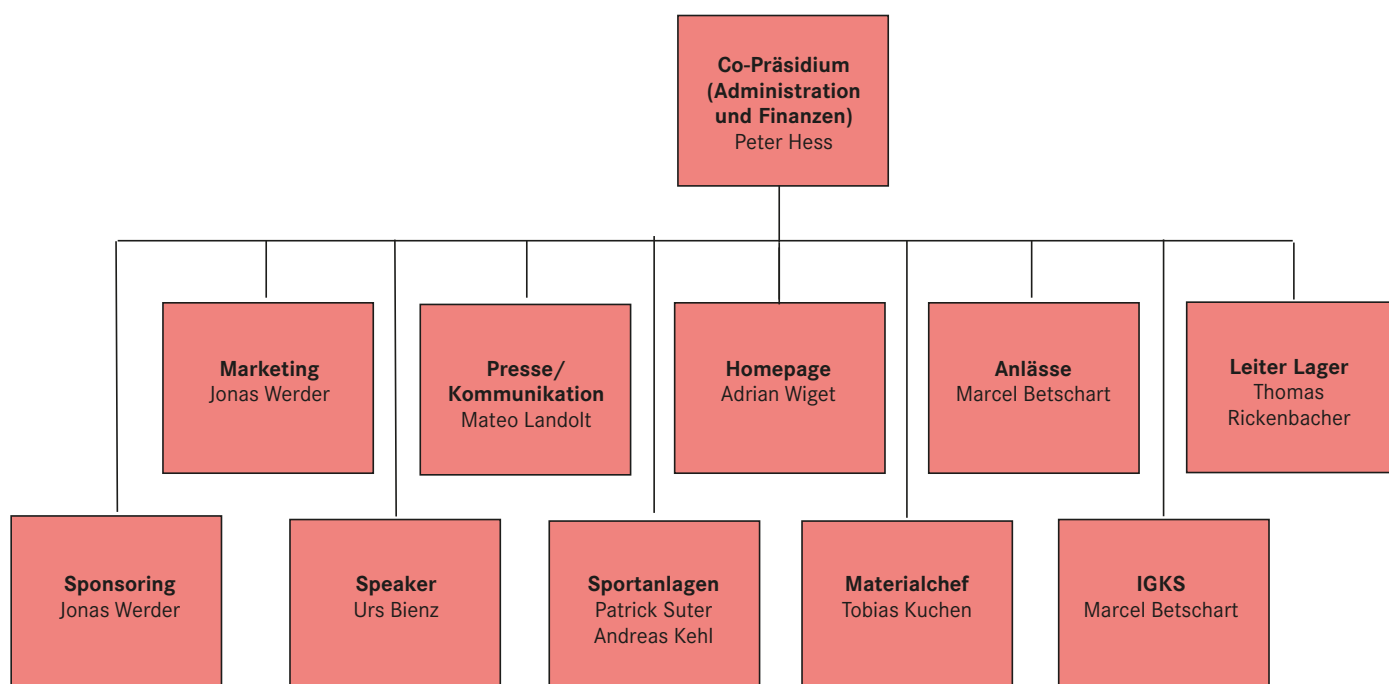 Co-Präsidium
(Administration
und Finanzen)
Peter Hess
Marketing
Jonas Werder
Presse/
Kommunikation
Mateo Landolt
Homepage
Adrian Wiget
Anlässe
Marcel Betschart
Leiter Lager
Thomas
Rickenbacher
Sponsoring
Jonas Werder
Speaker
Urs Bienz
Sportanlagen
Patrick Suter
Andreas Kehl
Materialchef
Tobias Kuchen
IGKS
Marcel Betschart